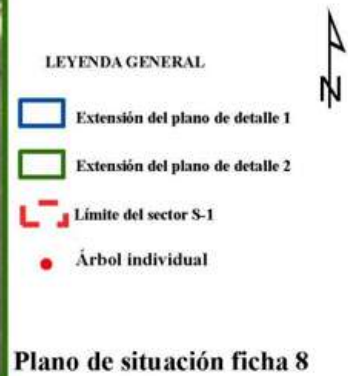 N
LEYENDA GENERAL
Extensión del plano de detalle 1
Extensión del plano de detalle 2
Límite del sector S-1
Árbol individual
Plano de situación ficha 8